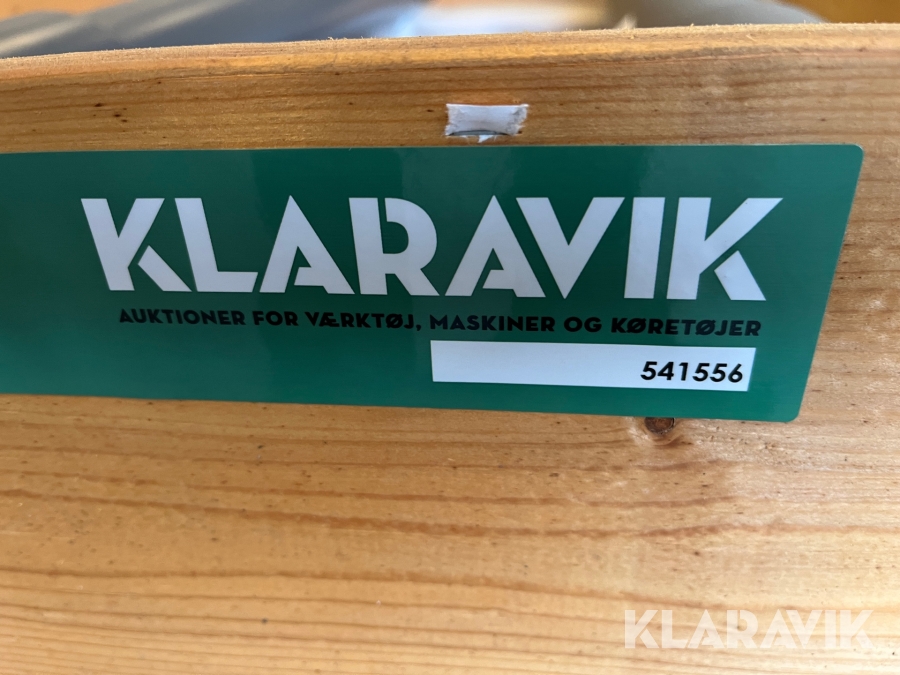 KLARAVIK
AUKTIONER FOR VÆRKTØJ, MASKINER OG KØRETØJER
541556
KLARAVIK